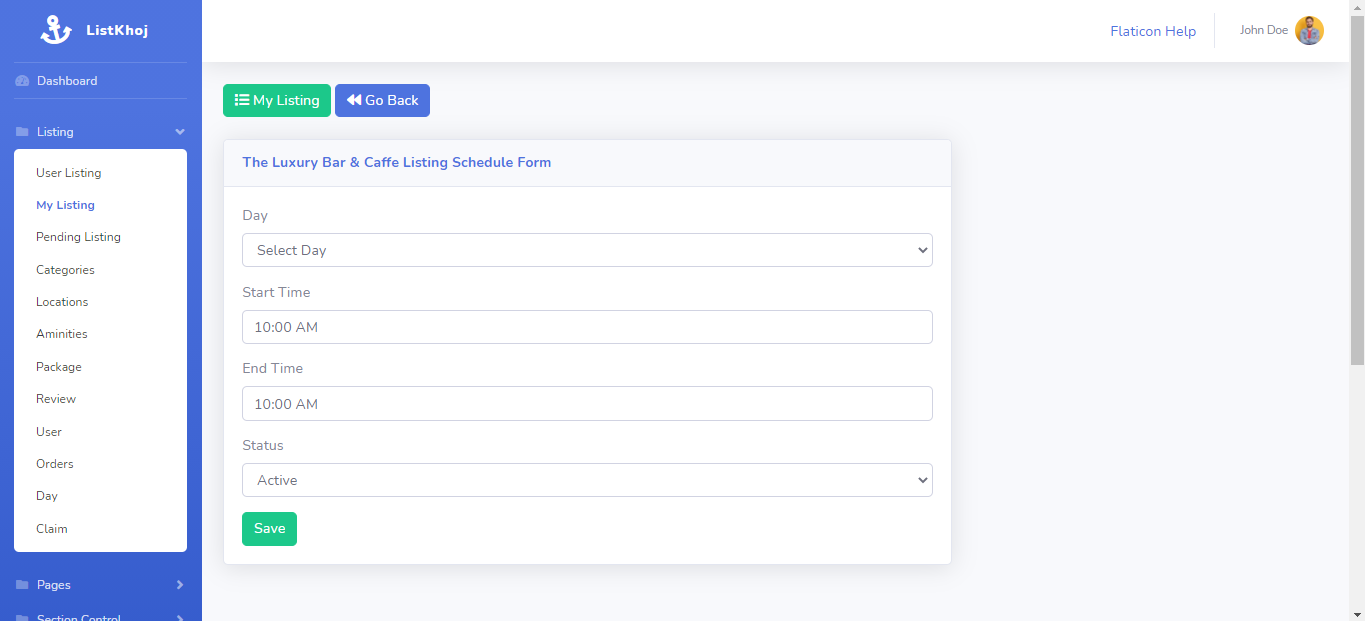 ListKhoj
Flaticon Help
John Doe
Dashboard
Listing
User Listing
My Listing
Pending Listing
Categories
Locations
Aminities
Package
Review
User
Orders
Day
Claim
Pages
Section Control
My Listing
Go Back
The Luxury Bar & Caffe Listing Schedule Form
Day
Select Day
Start Time
10:00 AM
End Time
10:00 AM
Status
Active
Save